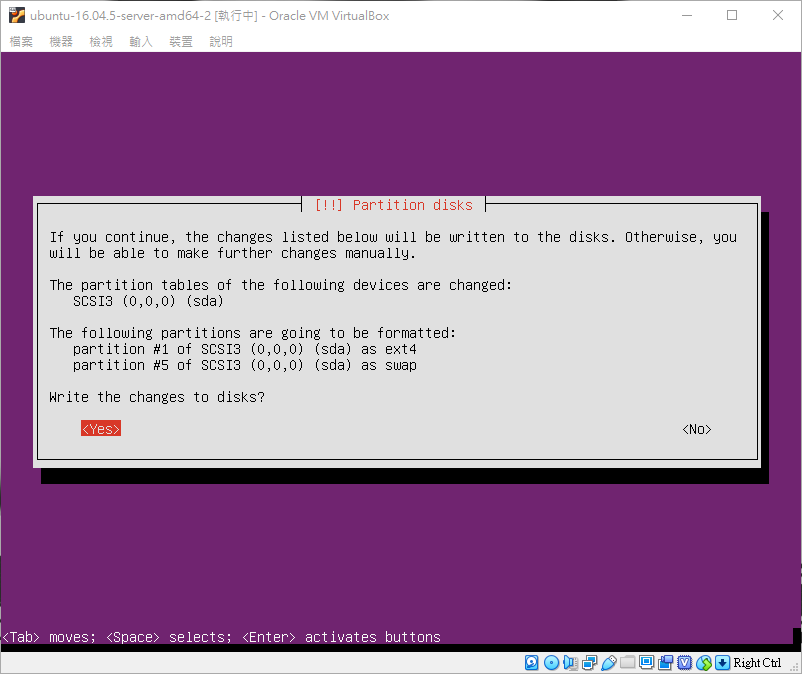 ubuntu-16.04.5-server-amd64-2 [執行中] - Oracle VM VirtualBox
檔案 機器 檢視 輸入 裝置 說明
[!!] Partition disks
If you continue, the changes listed below will be written to the disks. Otherwise, you
will be able to make further changes manually.
The partition tables of the following devices are changed:
SCSI3 (0,0,0) (sda)
The following partitions are going to be formatted:
partition #1 of SCSI3 (0,0,0) (sda) as ext4
partition #5 of SCSI3 (0,0,0) (sda) as swap
Write the changes to disks?
<Yes> <No>
<Tab> moves; <Space> selects; <Enter> activates buttons
Right Ctrl